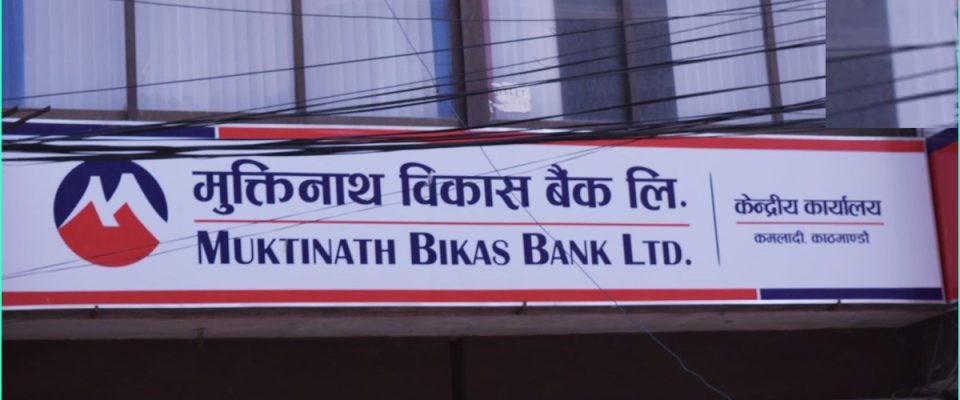 मुक्तिनाथ विकास बैंक लि.
MUKTINATH BIKAS BANK LTD.
केन्द्रीय कार्यालय
कमलादी, काठमाण्डौ